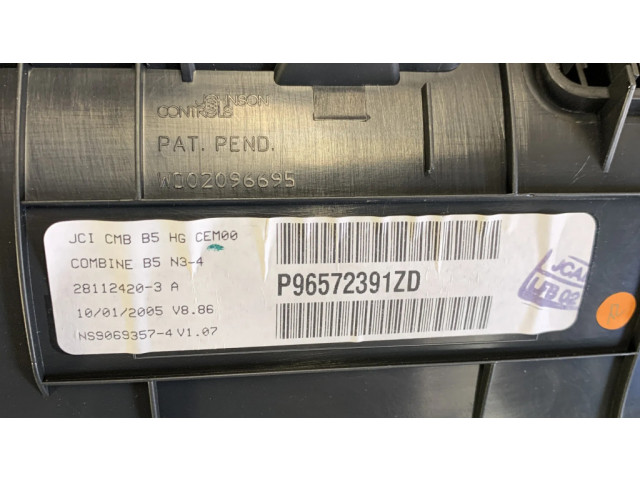 JOHNSON
CONTROLS
PAT. PEND.
WO02096695
JCI CMB B5 HG CEM00
COMBINE B5 N3-4
28112420-3 A
10/01/2005 V8.86
NS9069357-4 V1.07
P96572391ZD